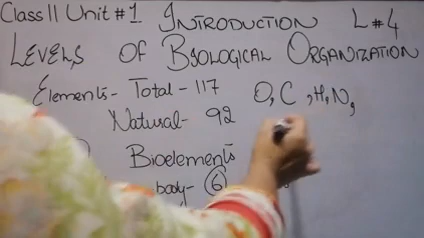 Class 11 Unit #1 INTRODUCTION L #4
LEVELS OF BIOLOGICAL ORGANIZATION
Elements - Total - 117 O, C, H, N,
Natural - 92
Bioelements
body - 6